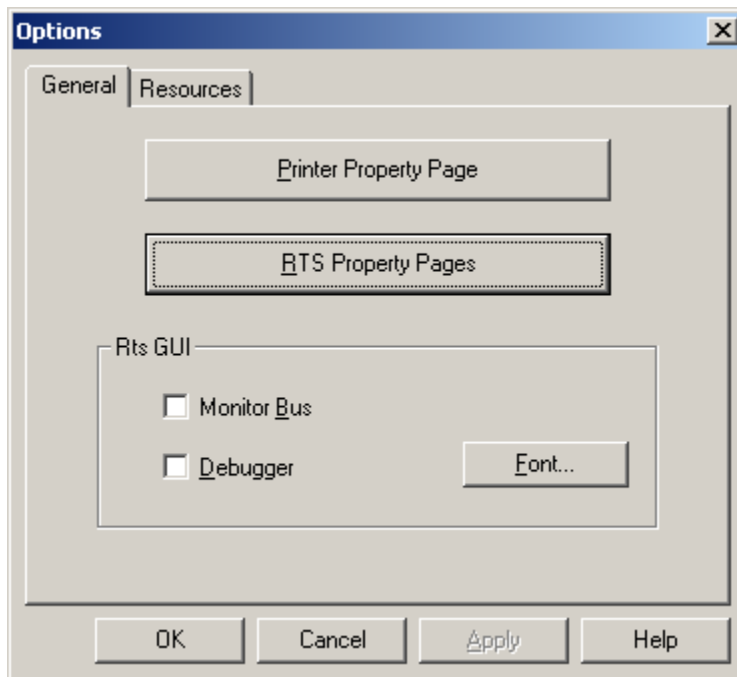 Options
General Resources
Printer Property Page
RTS Property Pages
Rts GUI
Monitor Bus
Debugger
Font...
OK Cancel Apply Help